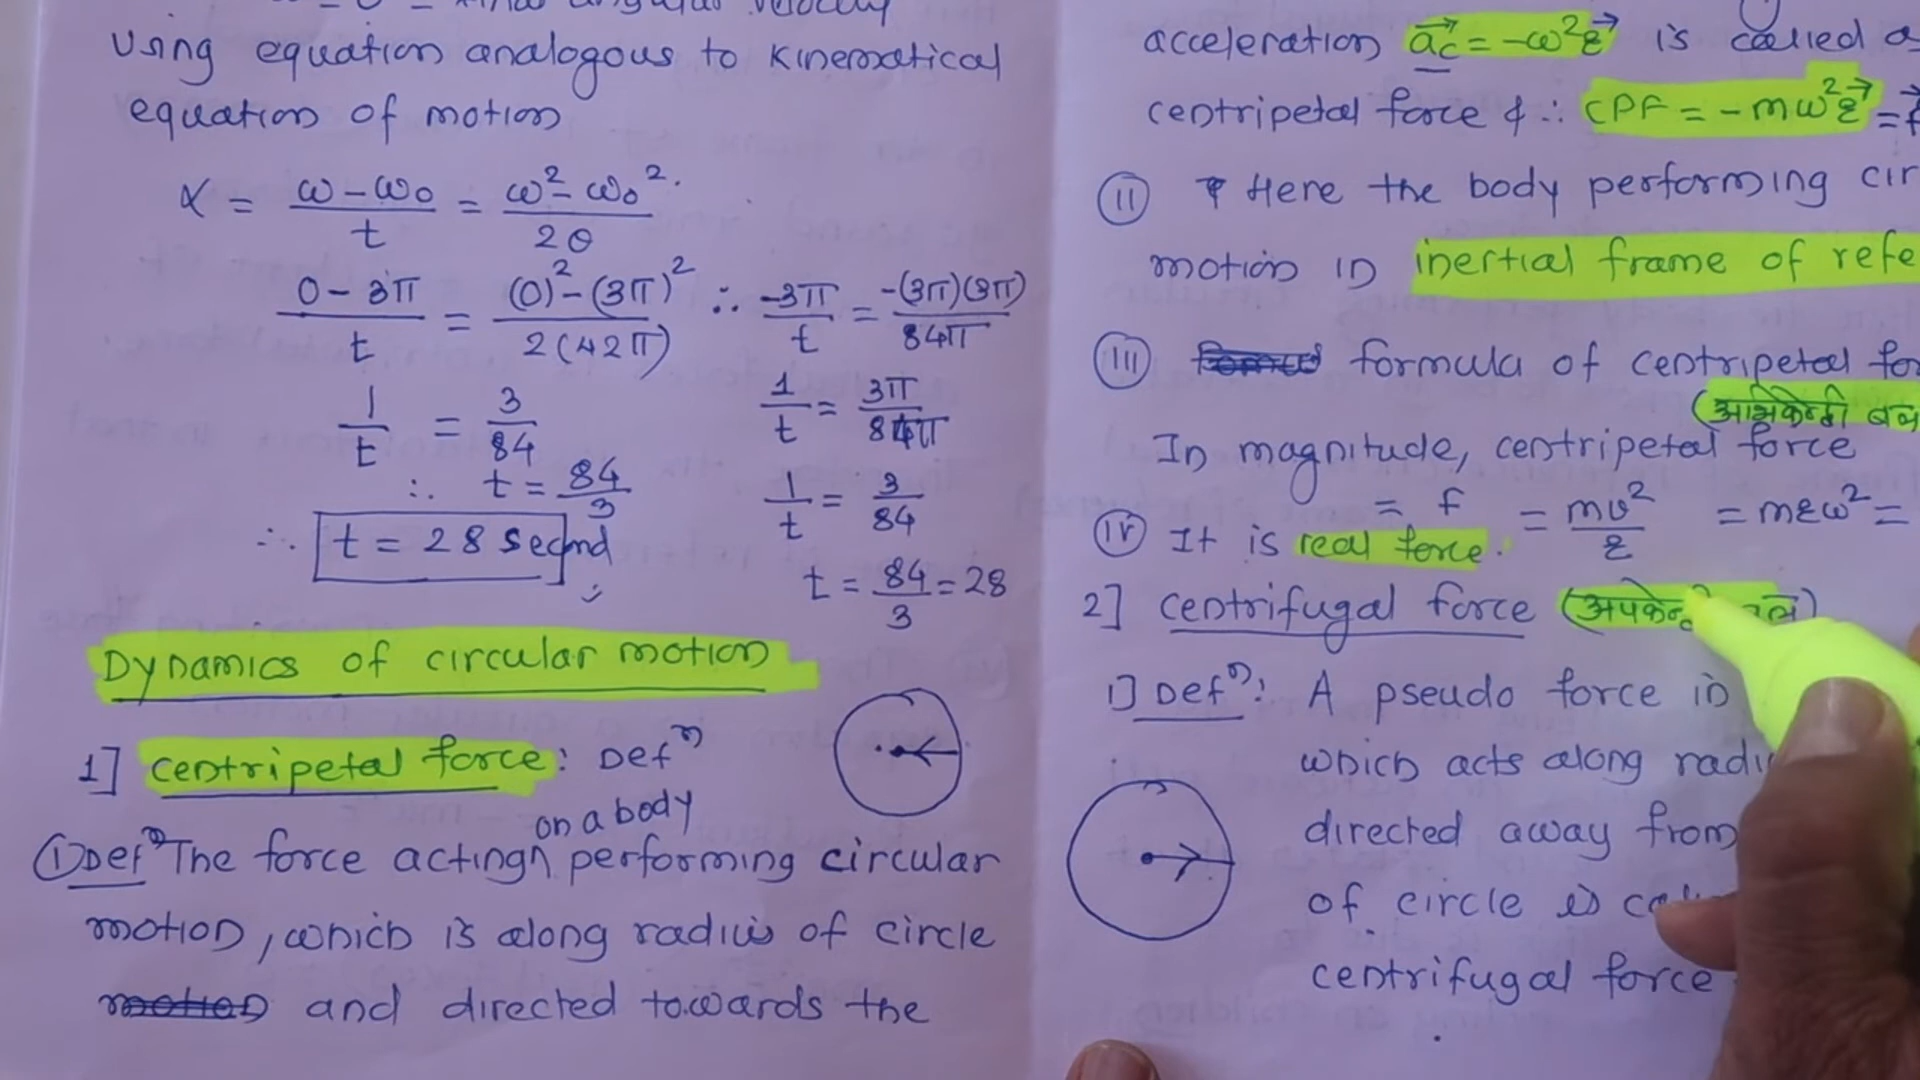 Using equation analogous to kinematical
equation of motion
α = ω - ω₀ / t = ω² - ω₀² / 2θ
0 - 3π / t = (0)² - (3π)² / 2(42π) ∴ -3π / t = -(3π)(3π) / 84π
1/t = 3/84
1/t = 3π / 84π
∴ t = 84/3
1/t = 3/84
∴ t = 28 second
t = 84/3 = 28
Dynamics of circular motion
1] centripetal force : Defⁿ
on a body
① Defⁿ The force acting performing circular
motion, which is along radius of circle
and directed towards the
acceleration a⃗c = -ω²r⃗ is called
centripetal force & ∴ CPF = -mω²r⃗ =
(II) Here the body performing
motion in inertial frame of
(III) formula of centripetal
(अभिकेन्द्री बल
In magnitude, centripetal force
= F = mv²/r = mrω² =
(IV) It is real force.
2] centrifugal force
1] Defⁿ: A pseudo force in
which acts along
directed away from
of circle is
centrifugal force